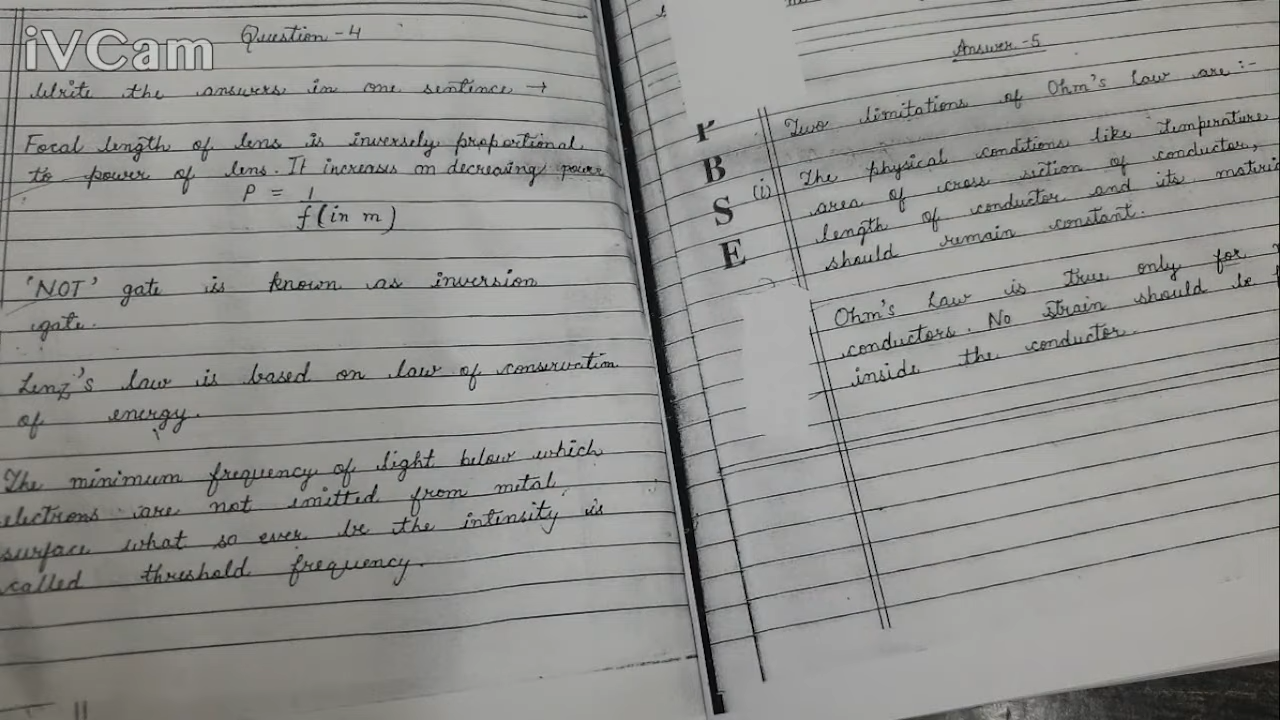 iVCam
Question-4
Write the answers in one sentence →
Focal length of lens is inversely proportional
to power of lens. It increases on decreasing power
P = 1
f(in m)
'NOT' gate is known as inversion
gate.
Lenz's law is based on law of conservation
of energy.
The minimum frequency of light below which
electrons are not emitted from metal
surface what so ever be the intensity is
called threshold frequency.
Answer-5
Two limitations of Ohm's Law are:-
(i) The physical conditions like temperature
area of cross section of conductor,
length of conductor and its
should remain constant.
Ohm's Law is true only for
conductors. No strain should be
inside the conductor.
B
S
E